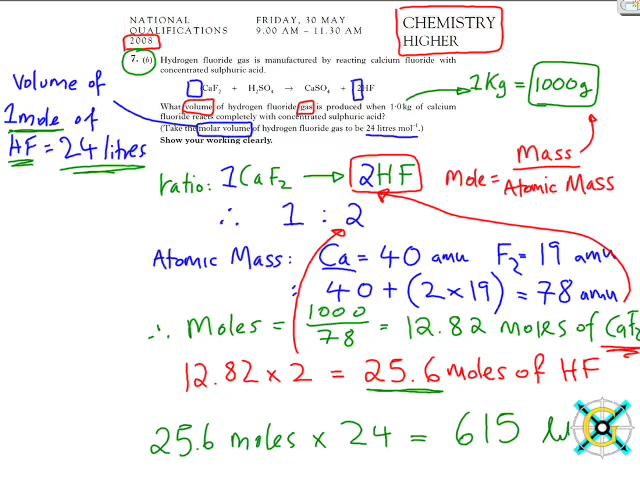 NATIONAL
QUALIFICATIONS
2008
FRIDAY, 30 MAY
9.00 AM – 11.30 AM
CHEMISTRY
HIGHER
7. (b) Hydrogen fluoride gas is manufactured by reacting calcium fluoride with
concentrated sulphuric acid.
CaF2 + H2SO4 → CaSO4 + 2HF
What volume of hydrogen fluoride gas is produced when 1·0 kg of calcium
fluoride reacts completely with concentrated sulphuric acid?
(Take the molar volume of hydrogen fluoride gas to be 24 litres mol⁻¹.)
Show your working clearly.
Volume of
1 mole of
HF = 24 litres
1Kg = 1000g
Mole = Mass / Atomic Mass
ratio: 1CaF2 → 2HF
∴ 1 : 2
Atomic Mass: Ca = 40 amu F2 = 19 amu
= 40 + (2 x 19) = 78 amu
∴ Moles = 1000 / 78 = 12.82 moles of CaF2
12.82 x 2 = 25.6 moles of HF
25.6 moles x 24 = 615